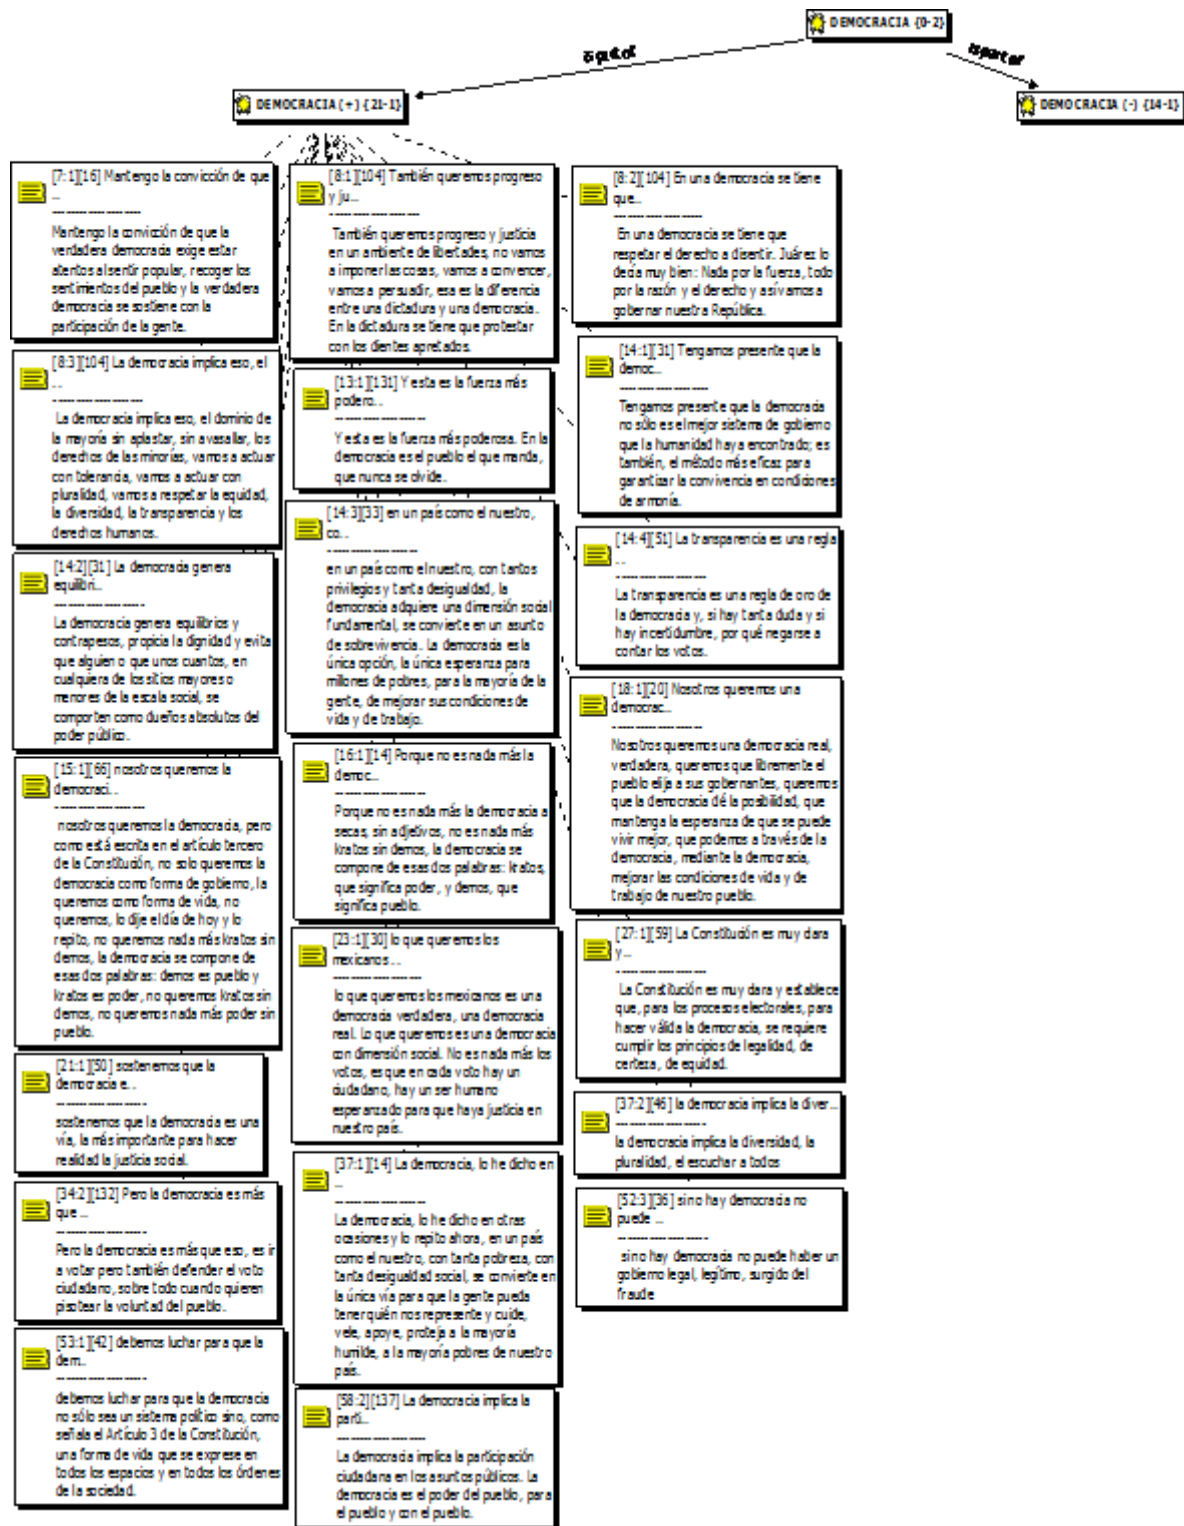 DEMOCRACIA {0-2}
is part of
is part of
DEMOCRACIA (+) {21-1}
DEMOCRACIA (-) {14-1}
[7:1][16] Mantengo la convicción de que
...
Mantengo la convicción de que la
verdadera democracia exige estar
atentos al sentir popular, recoger los
sentimientos del pueblo y la verdadera
democracia se sostiene con la
participación de la gente.
[8:3][104] La democracia implica eso, el
...
La democracia implica eso, el dominio de
la mayoría sin aplastar, sin avasallar, los
derechos de las minorías, vamos a actuar
con tolerancia, vamos a actuar con
pluralidad, vamos a respetar la equidad,
la diversidad, la transparencia y los
derechos humanos.
[14:2][31] La democracia genera
equilibri...
La democracia genera equilibrios y
contrapesos, propicia la dignidad y evita
que alguien o que unos cuantos, en
cualquiera de los sitios mayores o
menores de la escala social, se
comporten como dueños absolutos del
poder público.
[15:1][66] nosotros queremos la
democraci...
nosotros queremos la democracia, pero
como está escrita en el artículo tercero
de la Constitución, no solo queremos la
democracia como forma de gobierno, la
queremos como forma de vida, no
queremos, lo dije el día de hoy y lo
repito, no queremos nada más kratos sin
demos, la democracia se compone de
esas dos palabras: demos es pueblo y
kratos es poder, no queremos kratos sin
demos, no queremos nada más poder sin
pueblo.
[21:1][50] sostenemos que la
democracia e...
sostenemos que la democracia es una
vía, la más importante para hacer
realidad la justicia social.
[34:2][132] Pero la democracia es más
que ...
Pero la democracia es más que eso, es ir
a votar pero también defender el voto
ciudadano, sobre todo cuando quieren
pisotear la voluntad del pueblo.
[53:1][42] debemos luchar para que la
dem...
debemos luchar para que la democracia
no sólo sea un sistema político sino, como
señala el Artículo 3 de la Constitución,
una forma de vida que se exprese en
todos los espacios y en todos los órdenes
de la sociedad.
[8:1][104] También queremos progreso
y ju...
También queremos progreso y justicia
en un ambiente de libertades, no vamos
a imponer las cosas, vamos a convencer,
vamos a persuadir, esa es la diferencia
entre una dictadura y una democracia.
En la dictadura se tiene que protestar
con los dientes apretados.
[13:1][131] Y esta es la fuerza más
podero...
Y esta es la fuerza más poderosa. En la
democracia es el pueblo el que manda,
que nunca se olvide.
[14:3][33] en un país como el nuestro,
co...
en un país como el nuestro, con tantos
privilegios y tanta desigualdad, la
democracia adquiere una dimensión social
fundamental, se convierte en un asunto
de sobrevivencia. La democracia es la
única opción, la única esperanza para
millones de pobres, para la mayoría de la
gente, de mejorar sus condiciones de
vida y de trabajo.
[16:1][14] Porque no es nada más la
democ...
Porque no es nada más la democracia a
secas, sin adjetivos, no es nada más
kratos sin demos, la democracia se
compone de esas dos palabras: kratos,
que significa poder, y demos, que
significa pueblo.
[23:1][30] lo que queremos los
mexicanos ...
lo que queremos los mexicanos es una
democracia verdadera, una democracia
real. Lo que queremos es una democracia
con dimensión social. No es nada más los
votos, es que en cada voto hay un
ciudadano, hay un ser humano
esperanzado para que haya justicia en
nuestro país.
[37:1][14] La democracia, lo he dicho en
...
La democracia, lo he dicho en otras
ocasiones y lo repito ahora, en un país
como el nuestro, con tanta pobreza, con
tanta desigualdad social, se convierte en
la única vía para que la gente pueda
tener quién nos represente y cuide,
vele, apoye, proteja a la mayoría
humilde, a la mayoría pobres de nuestro
país.
[58:2][137] La democracia implica la
parti...
La democracia implica la participación
ciudadana en los asuntos públicos. La
democracia es el poder del pueblo, para
el pueblo y con el pueblo.
[8:2][104] En una democracia se tiene
que...
En una democracia se tiene que
respetar el derecho a disentir. Juárez lo
decía muy bien: Nada por la fuerza, todo
por la razón y el derecho y así vamos a
gobernar nuestra República.
[14:1][31] Tengamos presente que la
democ...
Tengamos presente que la democracia
no sólo es el mejor sistema de gobierno
que la humanidad haya encontrado; es
también, el método más eficaz para
garantizar la convivencia en condiciones
de armonía.
[14:4][51] La transparencia es una regla
...
La transparencia es una regla de oro de
la democracia y, si hay tanta duda y si
hay incertidumbre, por qué negarse a
contar los votos.
[18:1][20] Nosotros queremos una
democrac...
Nosotros queremos una democracia real,
verdadera, queremos que libremente el
pueblo elija a sus gobernantes, queremos
que la democracia dé la posibilidad, que
mantenga la esperanza de que se puede
vivir mejor, que podemos a través de la
democracia, mediante la democracia,
mejorar las condiciones de vida y de
trabajo de nuestro pueblo.
[27:1][59] La Constitución es muy clara
y...
La Constitución es muy clara y establece
que, para los procesos electorales, para
hacer válida la democracia, se requiere
cumplir los principios de legalidad, de
certeza, de equidad.
[37:2][46] la democracia implica la diver...
la democracia implica la diversidad, la
pluralidad, el escuchar a todos
[52:3][36] si no hay democracia no
puede ...
si no hay democracia no puede haber un
gobierno legal, legítimo, surgido del
fraude